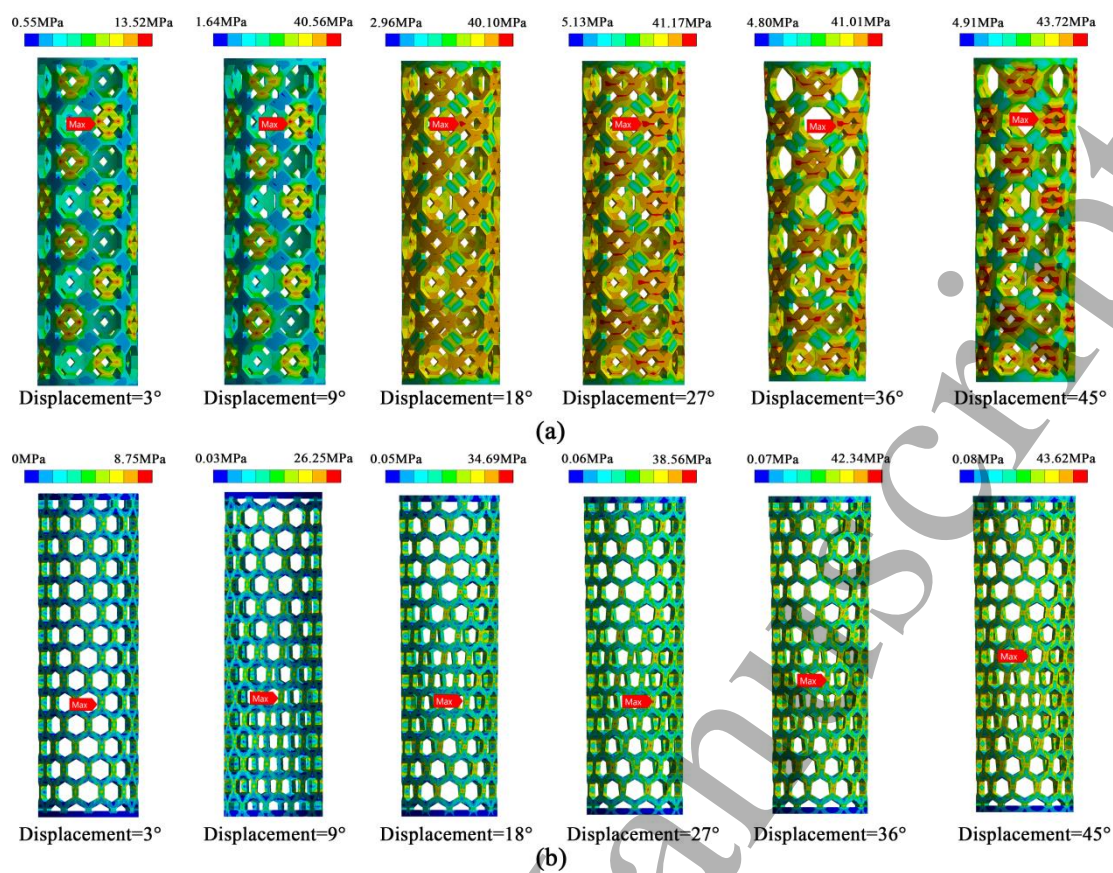 0.55MPa 13.52MPa 1.64MPa 40.56MPa 2.96MPa 40.10MPa 5.13MPa 41.17MPa 4.80MPa 41.01MPa 4.91MPa 43.72MPa
Max Max Max Max Max Max
Displacement=3° Displacement=9° Displacement=18° Displacement=27° Displacement=36° Displacement=45°
(a)
0MPa 8.75MPa 0.03MPa 26.25MPa 0.05MPa 34.69MPa 0.06MPa 38.56MPa 0.07MPa 42.34MPa 0.08MPa 43.62MPa
Max Max Max Max Max Max
Displacement=3° Displacement=9° Displacement=18° Displacement=27° Displacement=36° Displacement=45°
(b)
anuscript